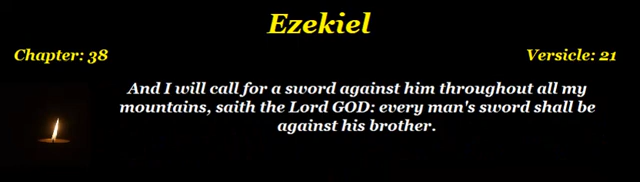 Ezekiel
Chapter: 38
Versicle: 21
And I will call for a sword against him throughout all my
mountains, saith the Lord GOD: every man's sword shall be
against his brother.